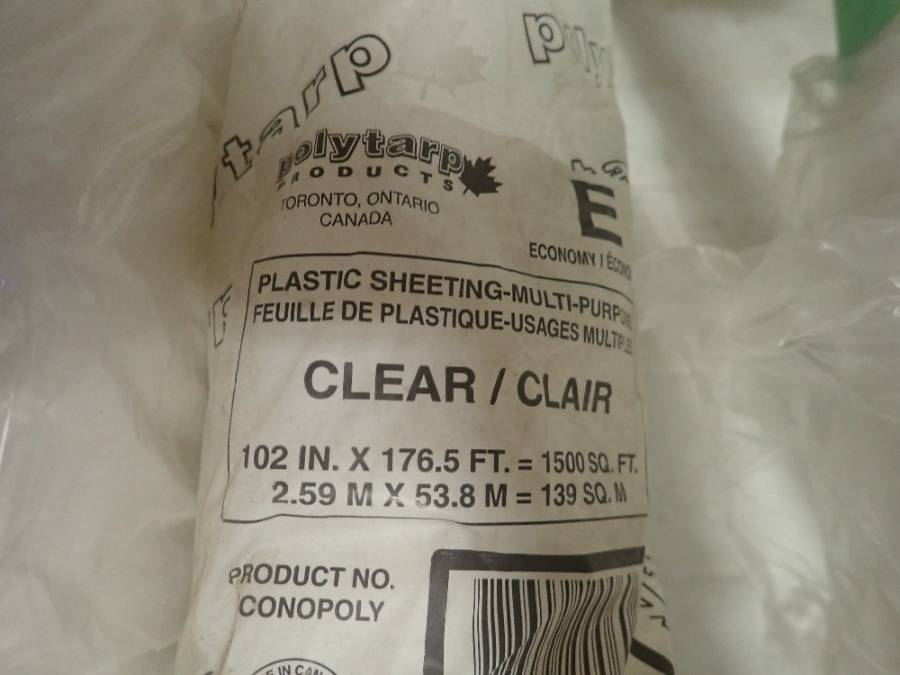 tarp
polytarp
PRODUCTS
TORONTO, ONTARIO
CANADA
E
ECONOMY /
PLASTIC SHEETING-MULTI-PURPOSE
FEUILLE DE PLASTIQUE-USAGES MULTIPLES
CLEAR / CLAIR
102 IN. X 176.5 FT. = 1500 SQ. FT.
2.59 M X 53.8 M = 139 SQ. M
PRODUCT NO.
CONOPOLY